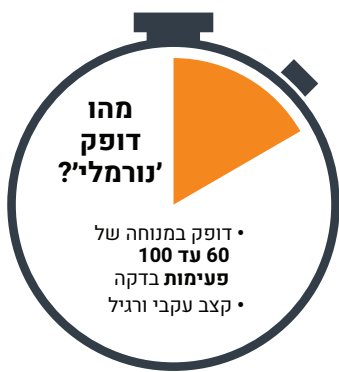 מהו
דופק
'נורמלי'?
• דופק במנוחה של
60 עד 100
פעימות בדקה
• קצב עקבי ורגיל